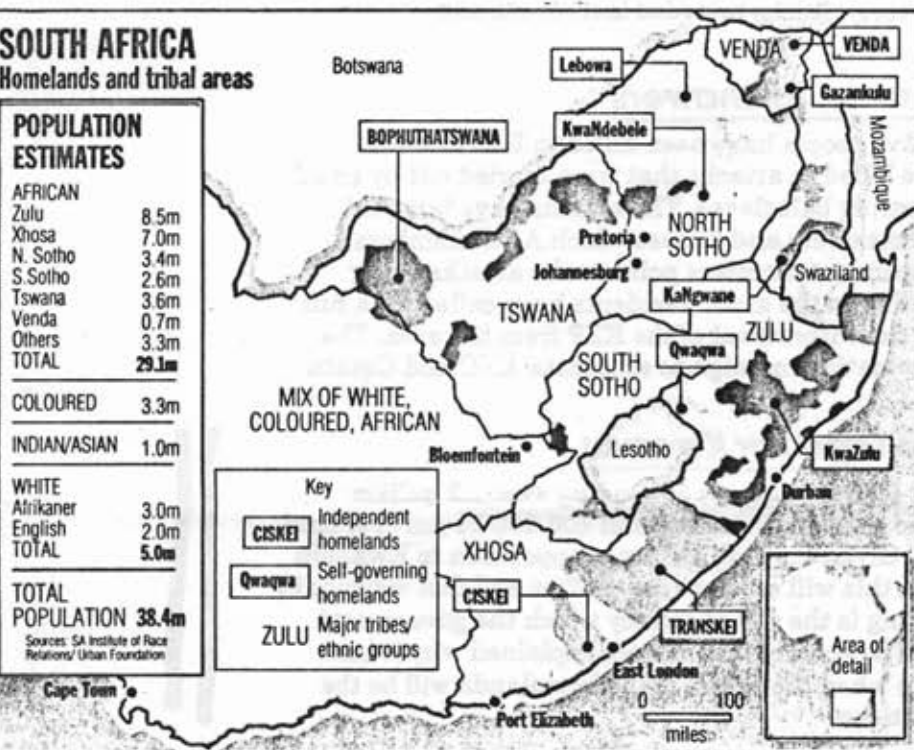 SOUTH AFRICA
Homelands and tribal areas
POPULATION
ESTIMATES
AFRICAN
Zulu 8.5m
Xhosa 7.0m
N. Sotho 3.4m
S.Sotho 2.6m
Tswana 3.6m
Venda 0.7m
Others 3.3m
TOTAL 29.1m
COLOURED 3.3m
INDIAN/ASIAN 1.0m
WHITE
Afrikaner 3.0m
English 2.0m
TOTAL 5.0m
TOTAL
POPULATION 38.4m
Sources: SA Institute of Race
Relations/ Urban Foundation
Botswana
VENDA
VENDA
Lebowa
Gazankulu
KwaNdebele
BOPHUTHATSWANA
Mozambique
NORTH
SOTHO
Pretoria
Johannesburg
Swaziland
KaNgwane
TSWANA
ZULU
Qwaqwa
SOUTH
SOTHO
MIX OF WHITE,
COLOURED, AFRICAN
Bloemfontein
Lesotho
KwaZulu
Durban
Key
CISKEI Independent
homelands
Qwaqwa Self-governing
homelands
ZULU Major tribes/
ethnic groups
XHOSA
CISKEI
TRANSKEI
East London
Port Elizabeth
Cape Town
0 100
miles
Area of
detail